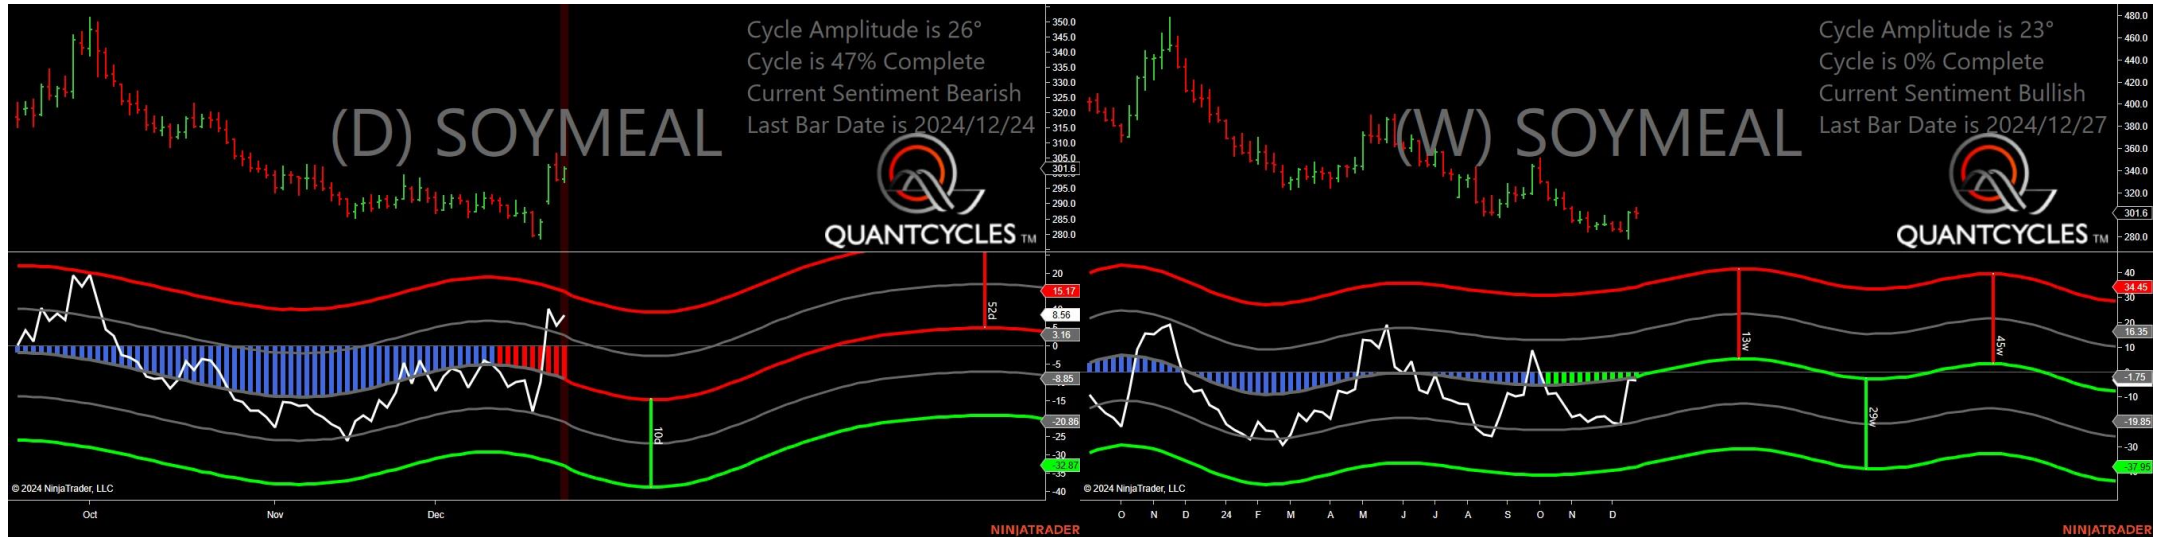 Cycle Amplitude is 26°
Cycle is 47% Complete
Current Sentiment Bearish
Last Bar Date is 2024/12/24
(D) SOYMEAL
QUANTCYCLES TM
350.0
345.0
340.0
335.0
330.0
325.0
320.0
315.0
310.0
305.0
301.6
295.0
290.0
285.0
280.0
20
15.17
8.56
3.16
0
-5
-8.85
-15
-20.86
-25
-30
-32.87
-35
-40
52d
10d
© 2024 NinjaTrader, LLC
Oct Nov Dec
NINJATRADER
Cycle Amplitude is 23°
Cycle is 0% Complete
Current Sentiment Bullish
Last Bar Date is 2024/12/27
(W) SOYMEAL
QUANTCYCLES TM
480.0
460.0
440.0
420.0
400.0
380.0
360.0
340.0
320.0
301.6
280.0
40
34.45
30
20
16.35
10
-1.75
-10
-19.85
-30
-37.95
13w
45w
29w
© 2024 NinjaTrader, LLC
O N D 24 F M A M J J A S O N D
NINJATRADER